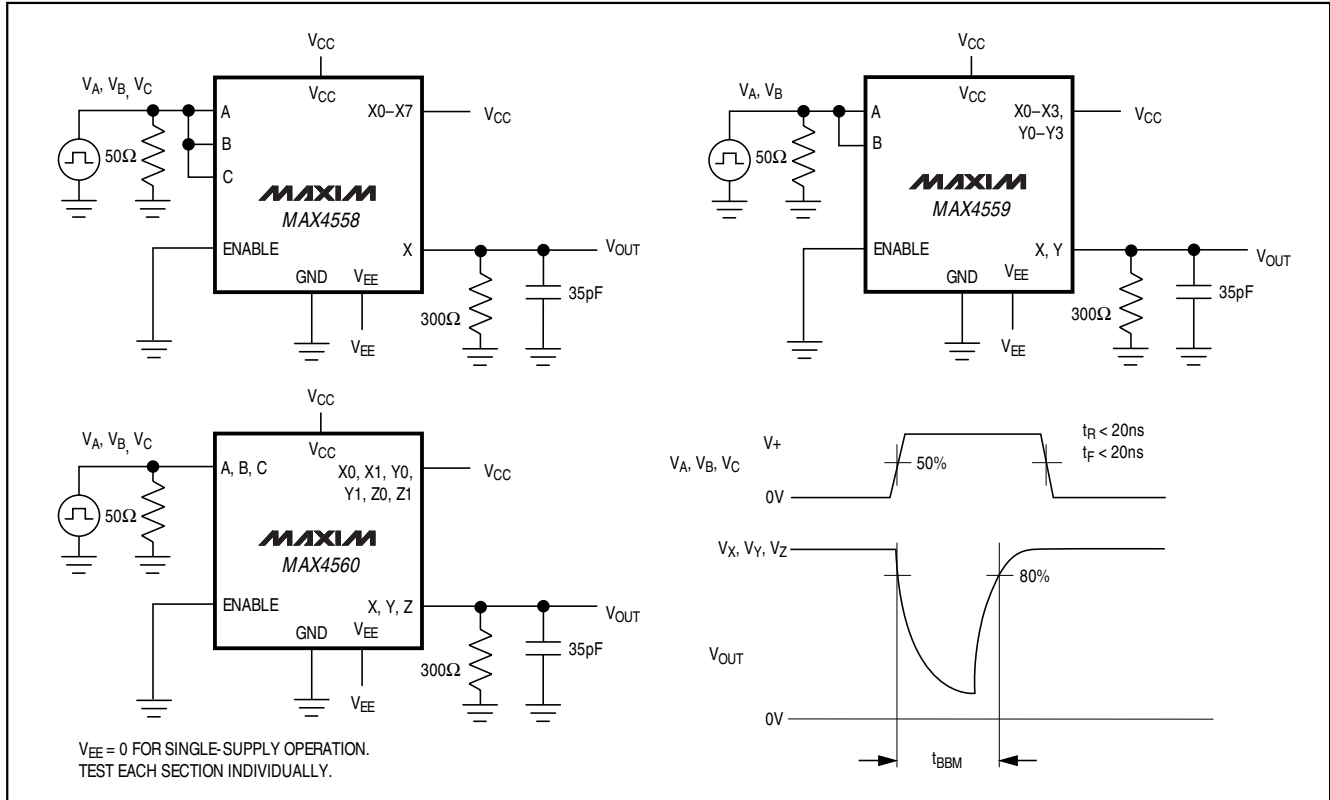 VCC
VA, VB, VC
VCC
A
X0–X7
VCC
50Ω
B
C
MAXIM
MAX4558
ENABLE
X
VOUT
GND
VEE
35pF
300Ω
VEE
VCC
VA, VB
VCC
A
X0–X3,
Y0–Y3
VCC
50Ω
B
MAXIM
MAX4559
ENABLE
X, Y
VOUT
GND
VEE
35pF
300Ω
VEE
VCC
VA, VB, VC
VCC
A, B, C
X0, X1, Y0,
Y1, Z0, Z1
VCC
50Ω
MAXIM
MAX4560
ENABLE
X, Y, Z
VOUT
GND
VEE
35pF
300Ω
VEE
VEE = 0 FOR SINGLE-SUPPLY OPERATION.
TEST EACH SECTION INDIVIDUALLY.
V+
tR < 20ns
tF < 20ns
VA, VB, VC
50%
0V
VX, VY, VZ
80%
VOUT
0V
tBBM